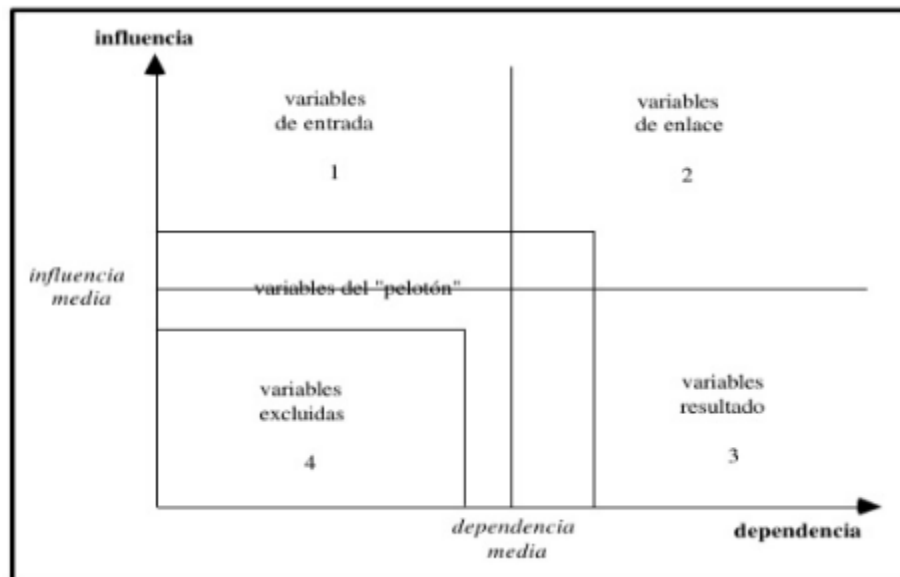 influencia
variables
de entrada
1
variables
de enlace
2
influencia
media
variables del "pelotón"
variables
excluidas
4
variables
resultado
3
dependencia
media
dependencia